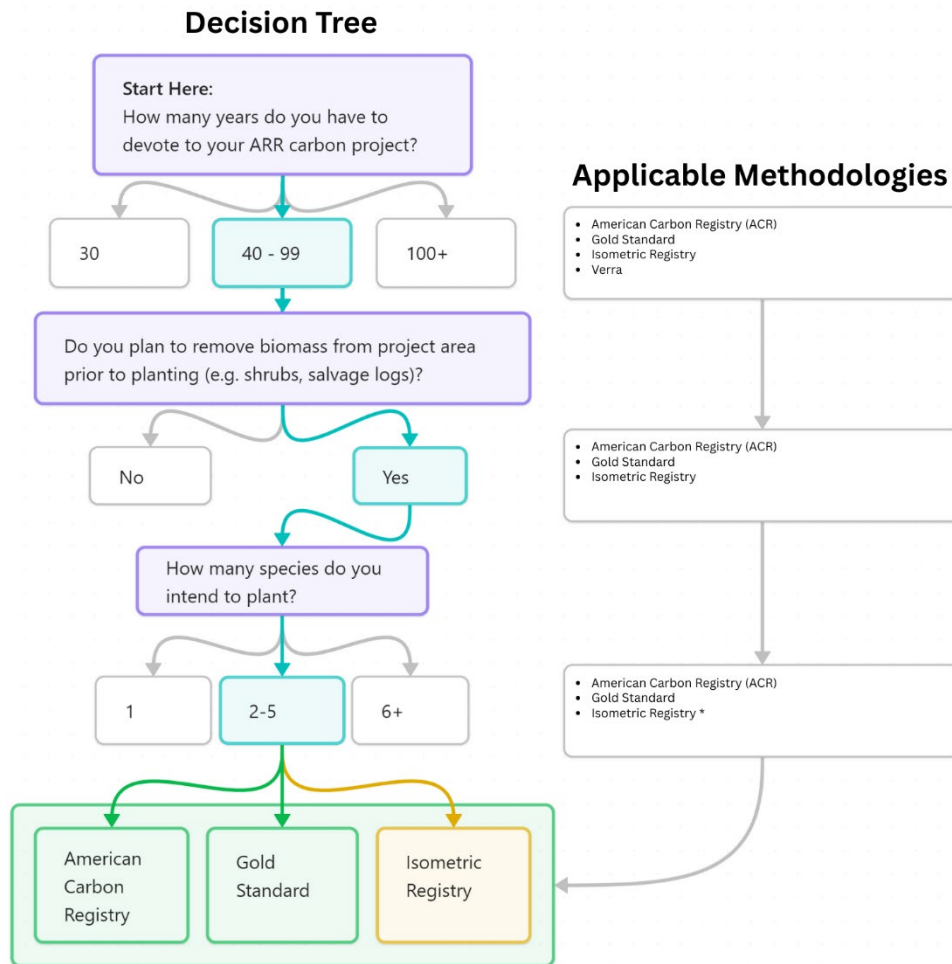 Decision Tree
Start Here:
How many years do you have to
devote to your ARR carbon project?
30
40 - 99
100+
Do you plan to remove biomass from project area
prior to planting (e.g. shrubs, salvage logs)?
No
Yes
How many species do you
intend to plant?
1
2-5
6+
American
Carbon
Registry
Gold
Standard
Isometric
Registry
Applicable Methodologies
• American Carbon Registry (ACR)
• Gold Standard
• Isometric Registry
• Verra
• American Carbon Registry (ACR)
• Gold Standard
• Isometric Registry
• American Carbon Registry (ACR)
• Gold Standard
• Isometric Registry *